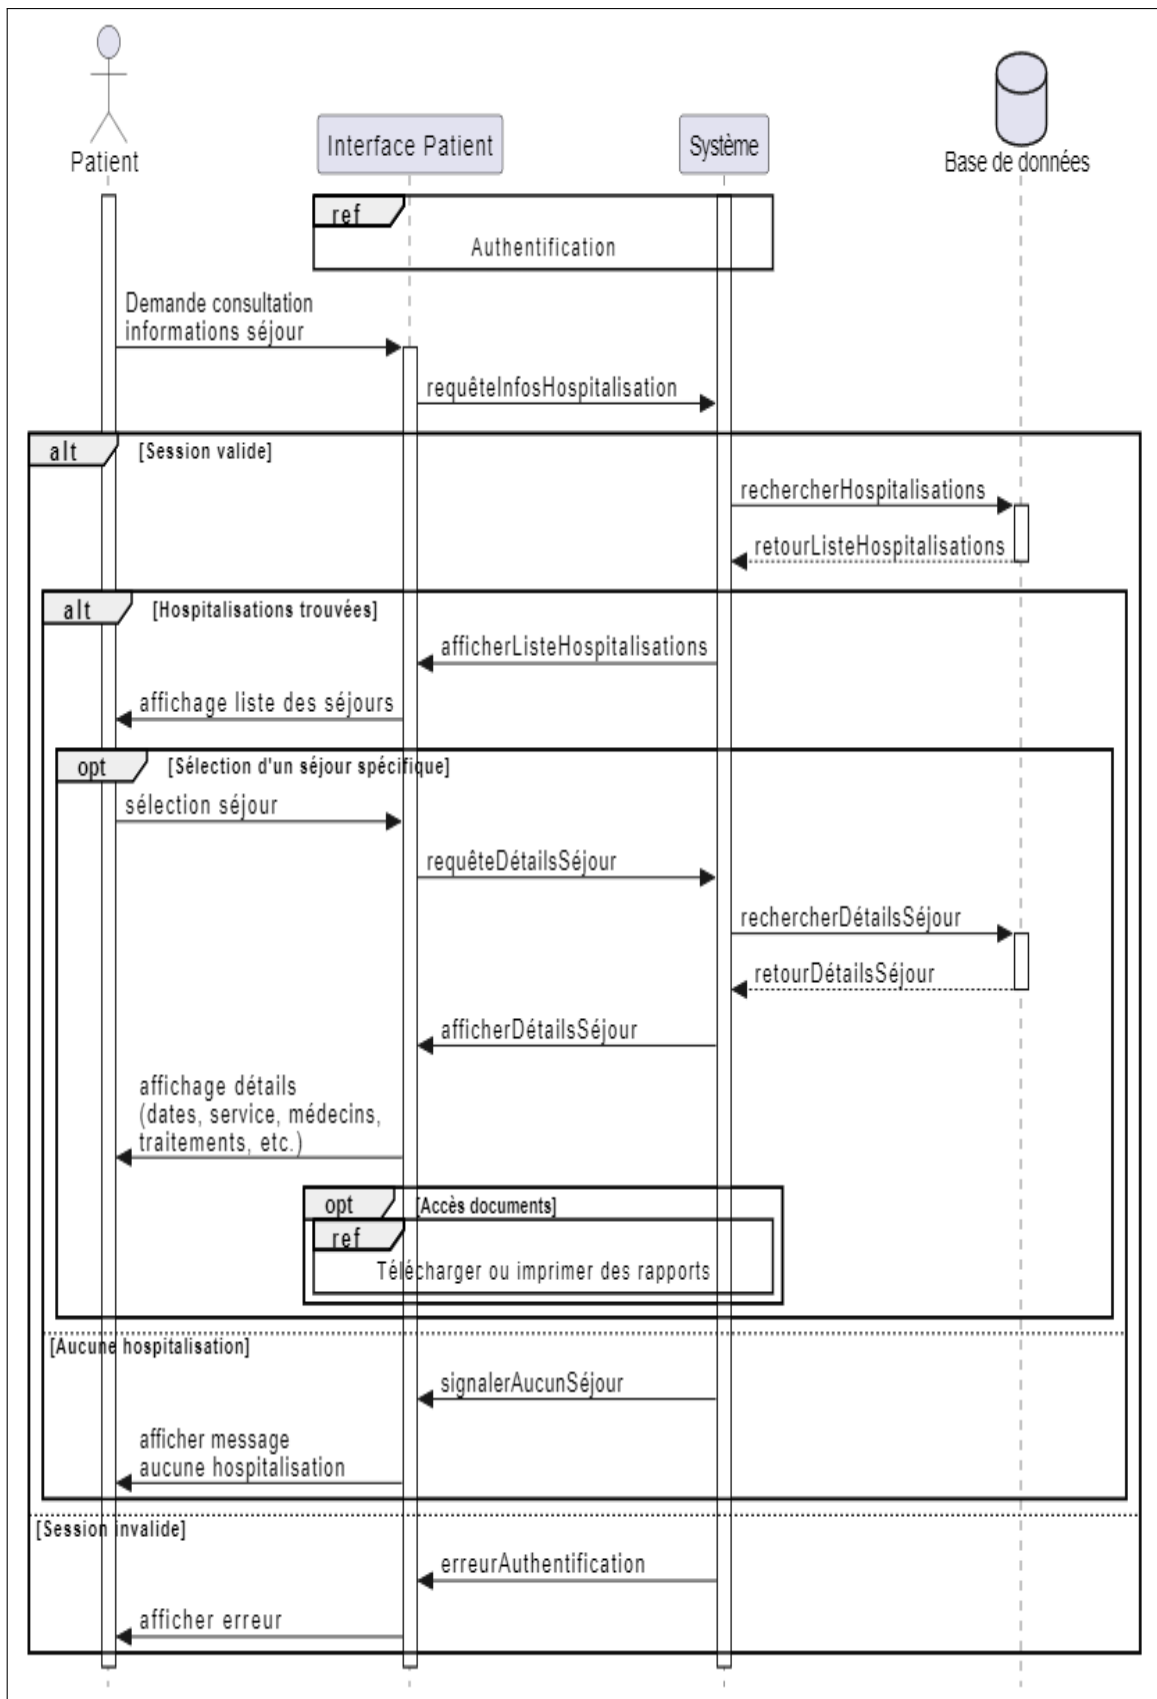 Patient
Interface Patient
Système
Base de données
ref
Authentification
Demande consultation
informations séjour
requêteInfosHospitalisation
alt
[Session valide]
rechercherHospitalisations
retourListeHospitalisations
alt
[Hospitalisations trouvées]
afficherListeHospitalisations
affichage liste des séjours
opt
[Sélection d'un séjour spécifique]
sélection séjour
requêteDétailsSéjour
rechercherDétailsSéjour
retourDétailsSéjour
afficherDétailsSéjour
affichage détails
(dates, service, médecins,
traitements, etc.)
opt
[Accès documents]
ref
Télécharger ou imprimer des rapports
[Aucune hospitalisation]
signalerAucunSéjour
afficher message
aucune hospitalisation
[Session invalide]
erreurAuthentification
afficher erreur